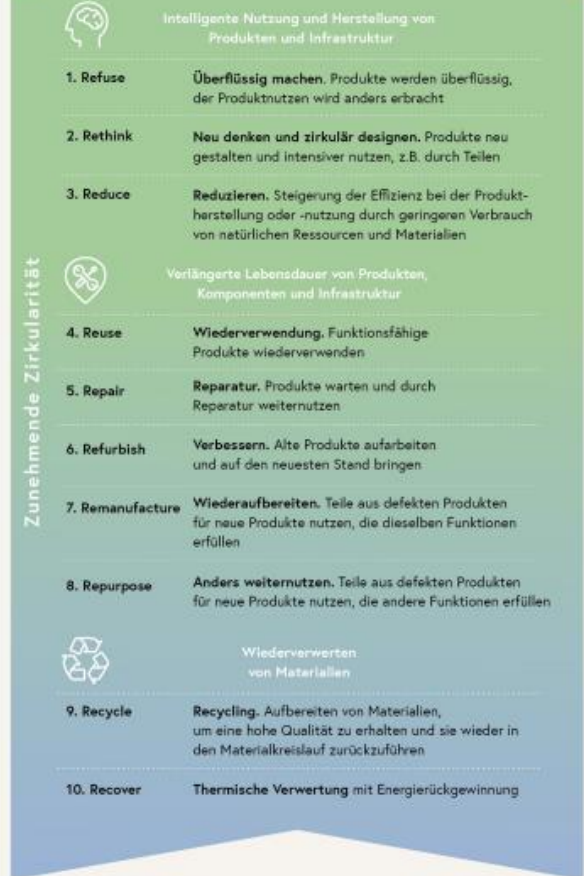 Intelligente Nutzung und Herstellung von
Produkten und Infrastruktur
1. Refuse
Überflüssig machen. Produkte werden überflüssig,
der Produktnutzen wird anders erbracht
2. Rethink
Neu denken und zirkulär designen. Produkte neu
gestalten und intensiver nutzen, z.B. durch Teilen
3. Reduce
Reduzieren. Steigerung der Effizienz bei der Produkt-
herstellung oder -nutzung durch geringeren Verbrauch
von natürlichen Ressourcen und Materialien
Zunehmende Zirkularität
Verlängerte Lebensdauer von Produkten,
Komponenten und Infrastruktur
4. Reuse
Wiederverwendung. Funktionsfähige
Produkte wiederverwenden
5. Repair
Reparatur. Produkte warten und durch
Reparatur weiternutzen
6. Refurbish
Verbessern. Alte Produkte aufarbeiten
und auf den neuesten Stand bringen
7. Remanufacture
Wiederaufbereiten. Teile aus defekten Produkten
für neue Produkte nutzen, die dieselben Funktionen
erfüllen
8. Repurpose
Anders weiternutzen. Teile aus defekten Produkten
für neue Produkte nutzen, die andere Funktionen erfüllen
Wiederverwerten
von Materialien
9. Recycle
Recycling. Aufbereiten von Materialien,
um eine hohe Qualität zu erhalten und sie wieder in
den Materialkreislauf zurückzuführen
10. Recover
Thermische Verwertung mit Energierückgewinnung